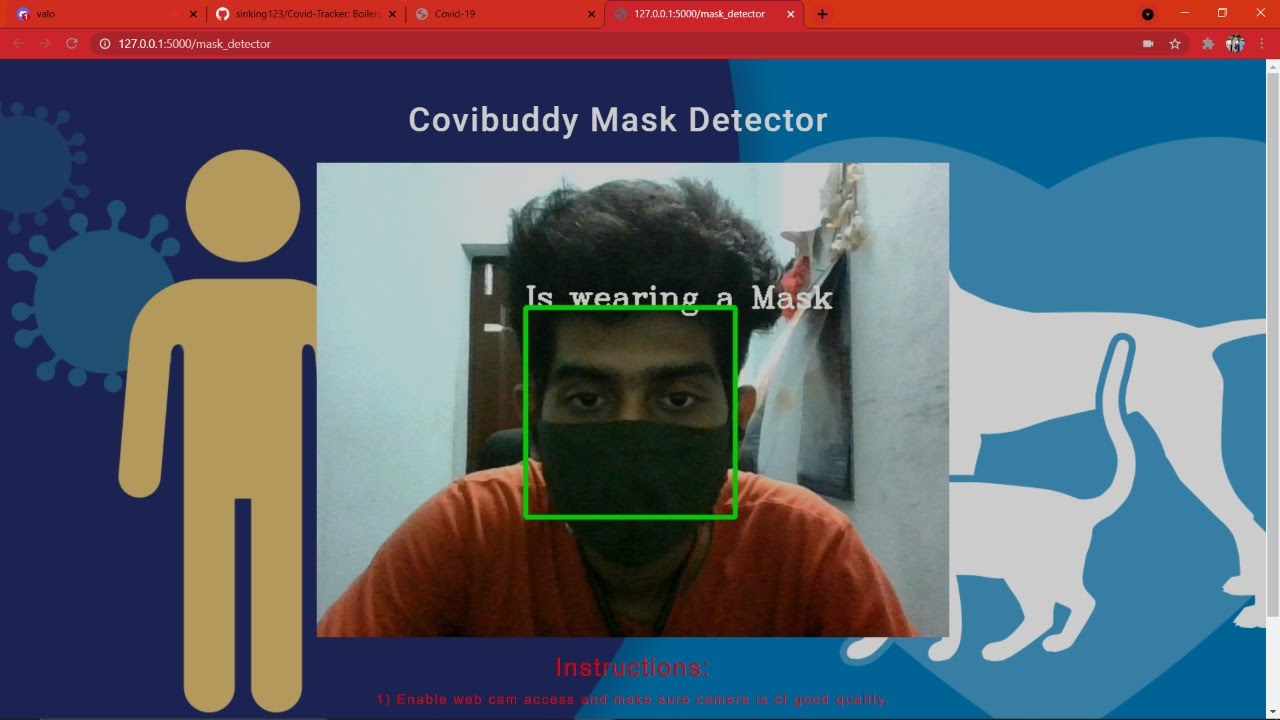 valo
sinking123/Covid-Tracker: Boiler
Covid-19
127.0.0.1:5000/mask_detector
127.0.0.1:5000/mask_detector
Covibuddy Mask Detector
Is wearing a Mask
Instructions:
1) Enable web cam access and make sure camera is of good quality.